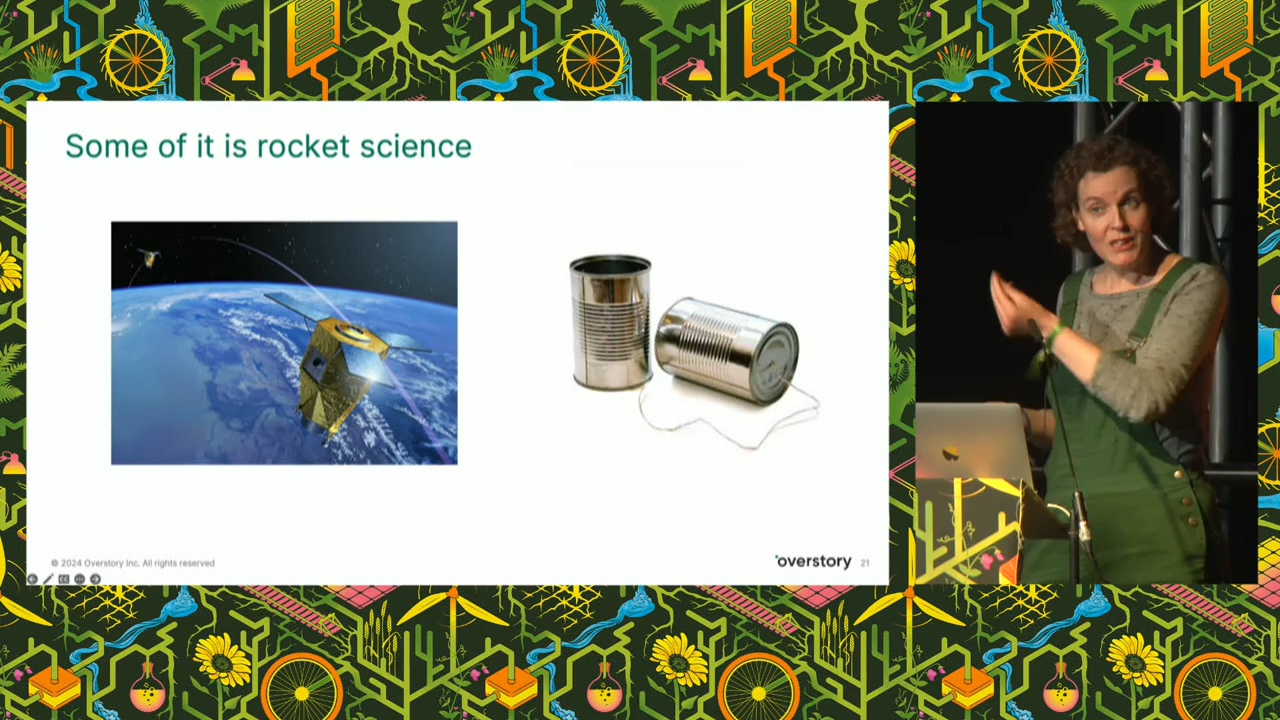 Some of it is rocket science
© 2024 Overstory Inc. All rights reserved
overstory
21